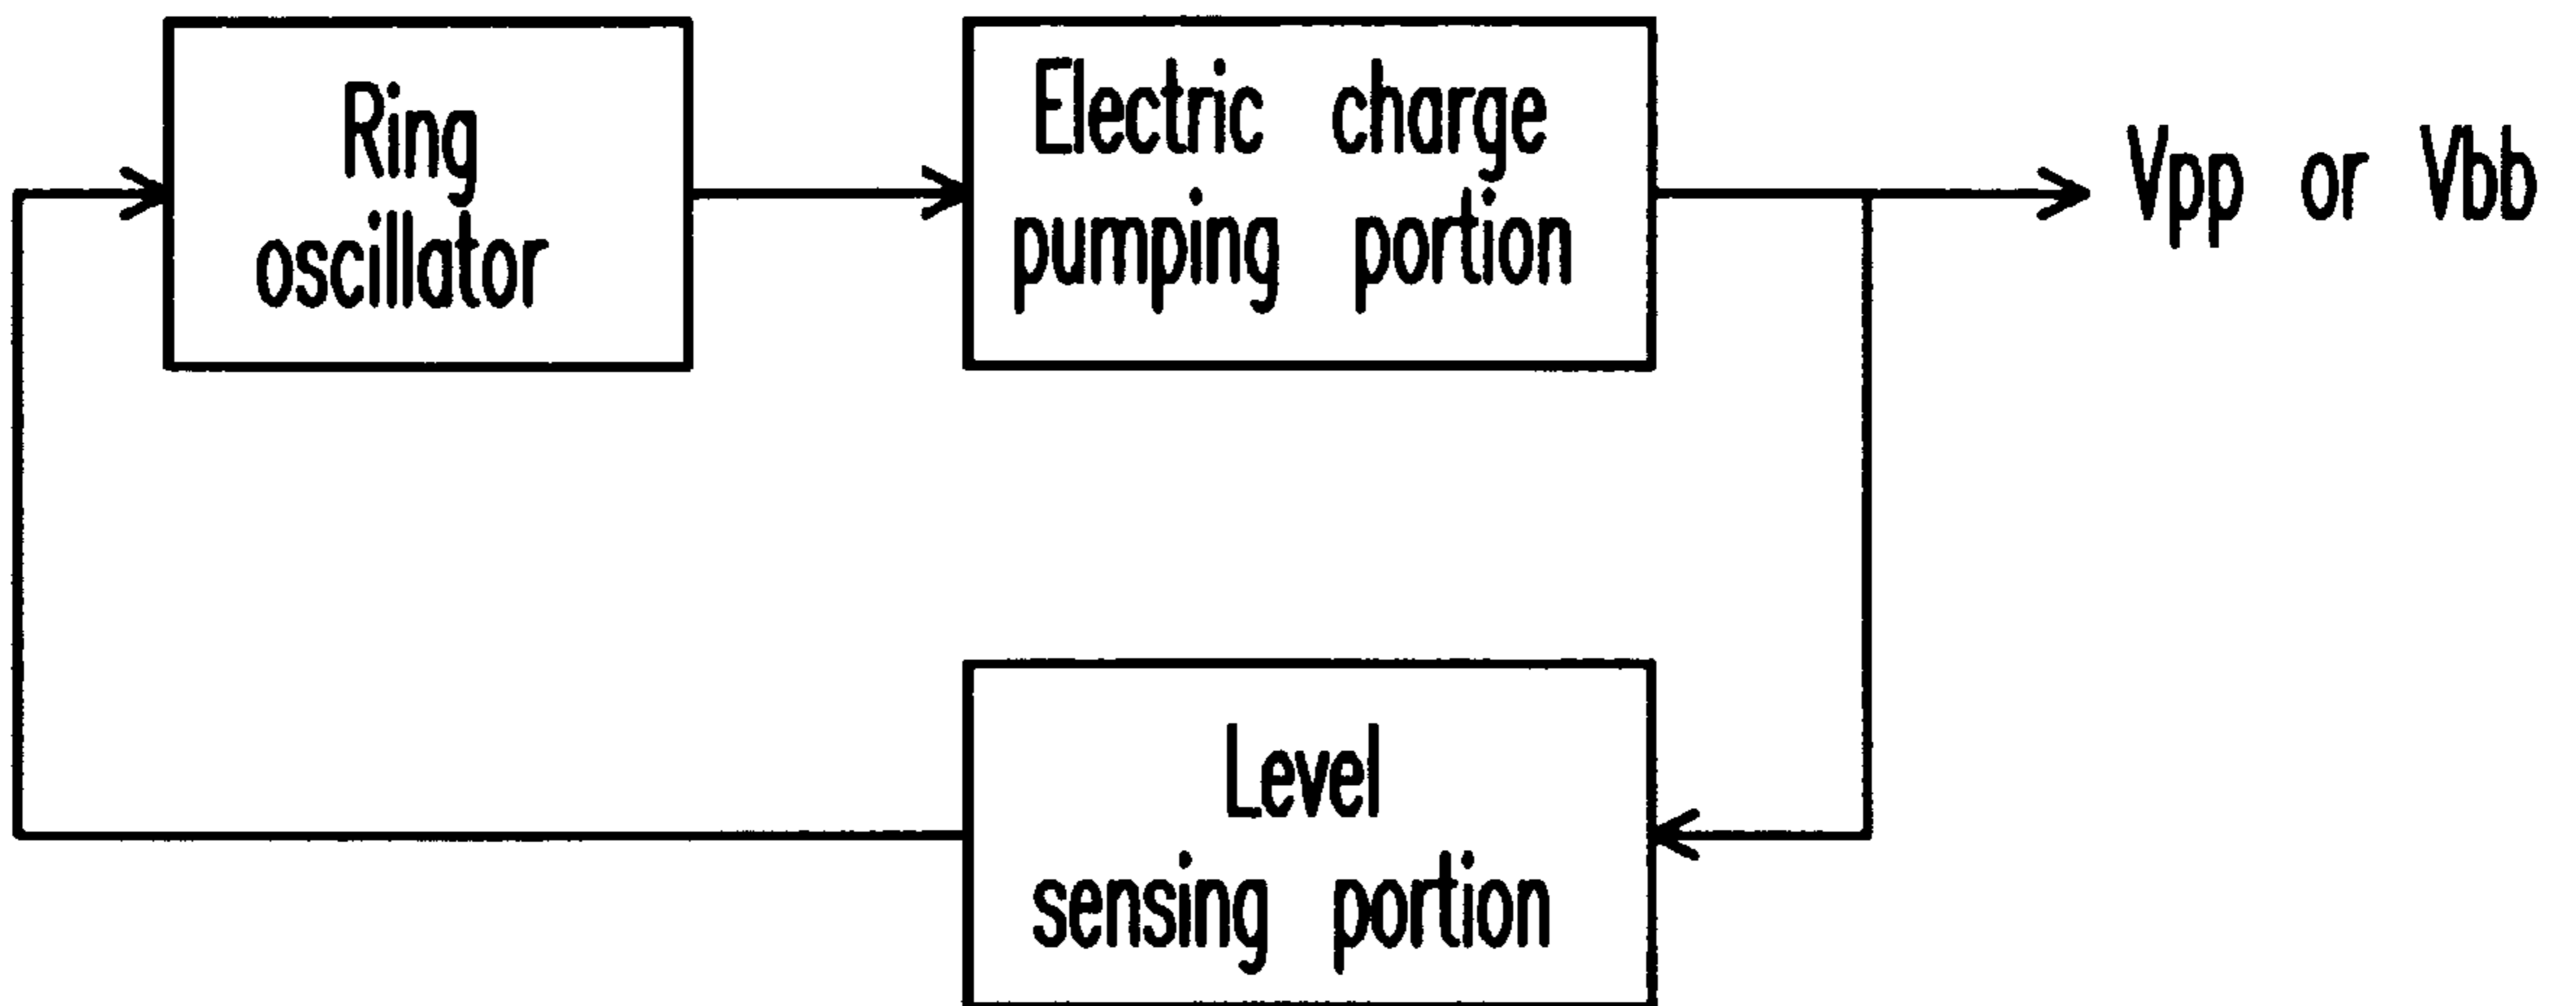 Ring
oscillator
Electric charge
pumping portion
Vpp or Vbb
Level
sensing portion